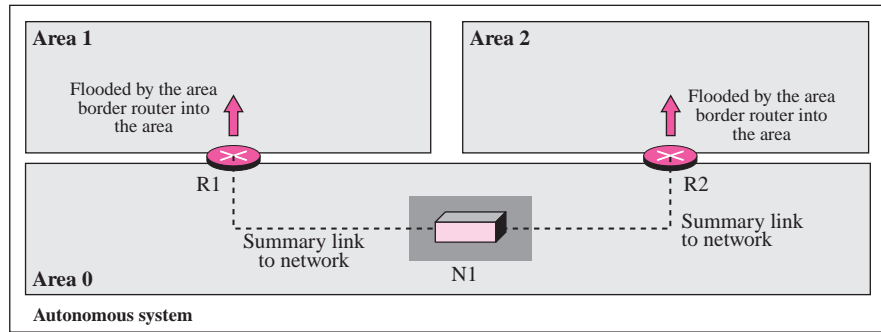 Area 1
Flooded by the area
border router into
the area
Area 2
Flooded by the area
border router into
the area
R1
R2
Summary link
to network
N1
Summary link
to network
Area 0
Autonomous system